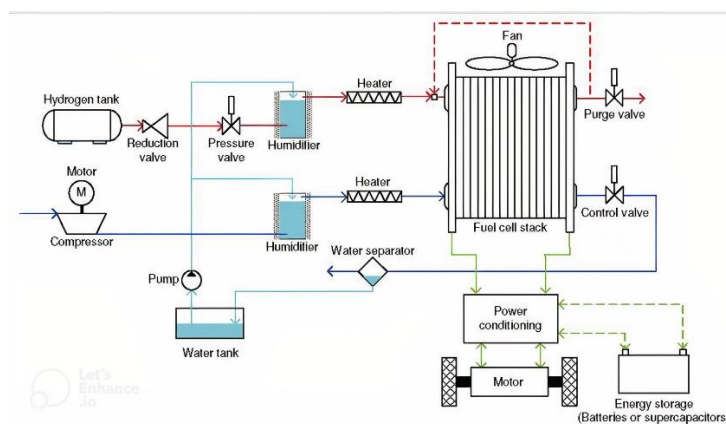 Fan
Hydrogen tank
Heater
Reduction
valve
Pressure
valve
Humidifier
Purge valve
Motor
M
Compressor
Heater
Humidifier
Control valve
Fuel cell stack
Water separator
Pump
Water tank
Power
conditioning
Motor
Energy storage
(Batteries or supercapacitors
Let's
Enhance
.io